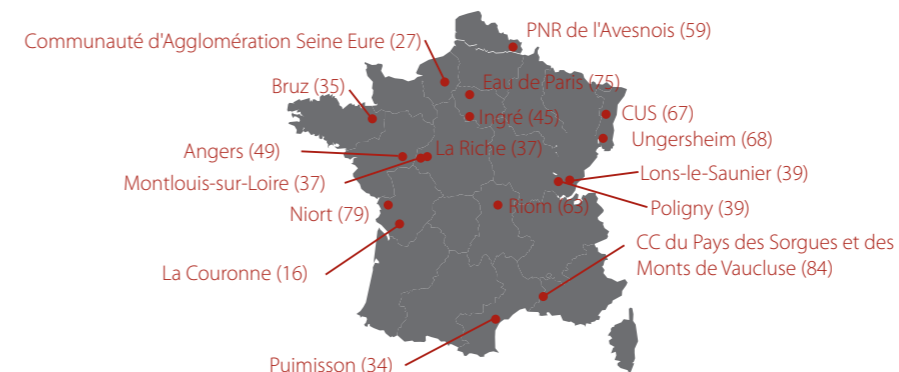 PNR de l'Avesnois (59)
Communauté d'Agglomération Seine Eure (27)
Eau de Paris (75)
Bruz (35)
Ingré (45)
CUS (67)
Ungersheim (68)
Angers (49)
La Riche (37)
Lons-le-Saunier (39)
Montlouis-sur-Loire (37)
Niort (79)
Riom (63)
Poligny (39)
CC du Pays des Sorgues et des
Monts de Vaucluse (84)
La Couronne (16)
Puimisson (34)